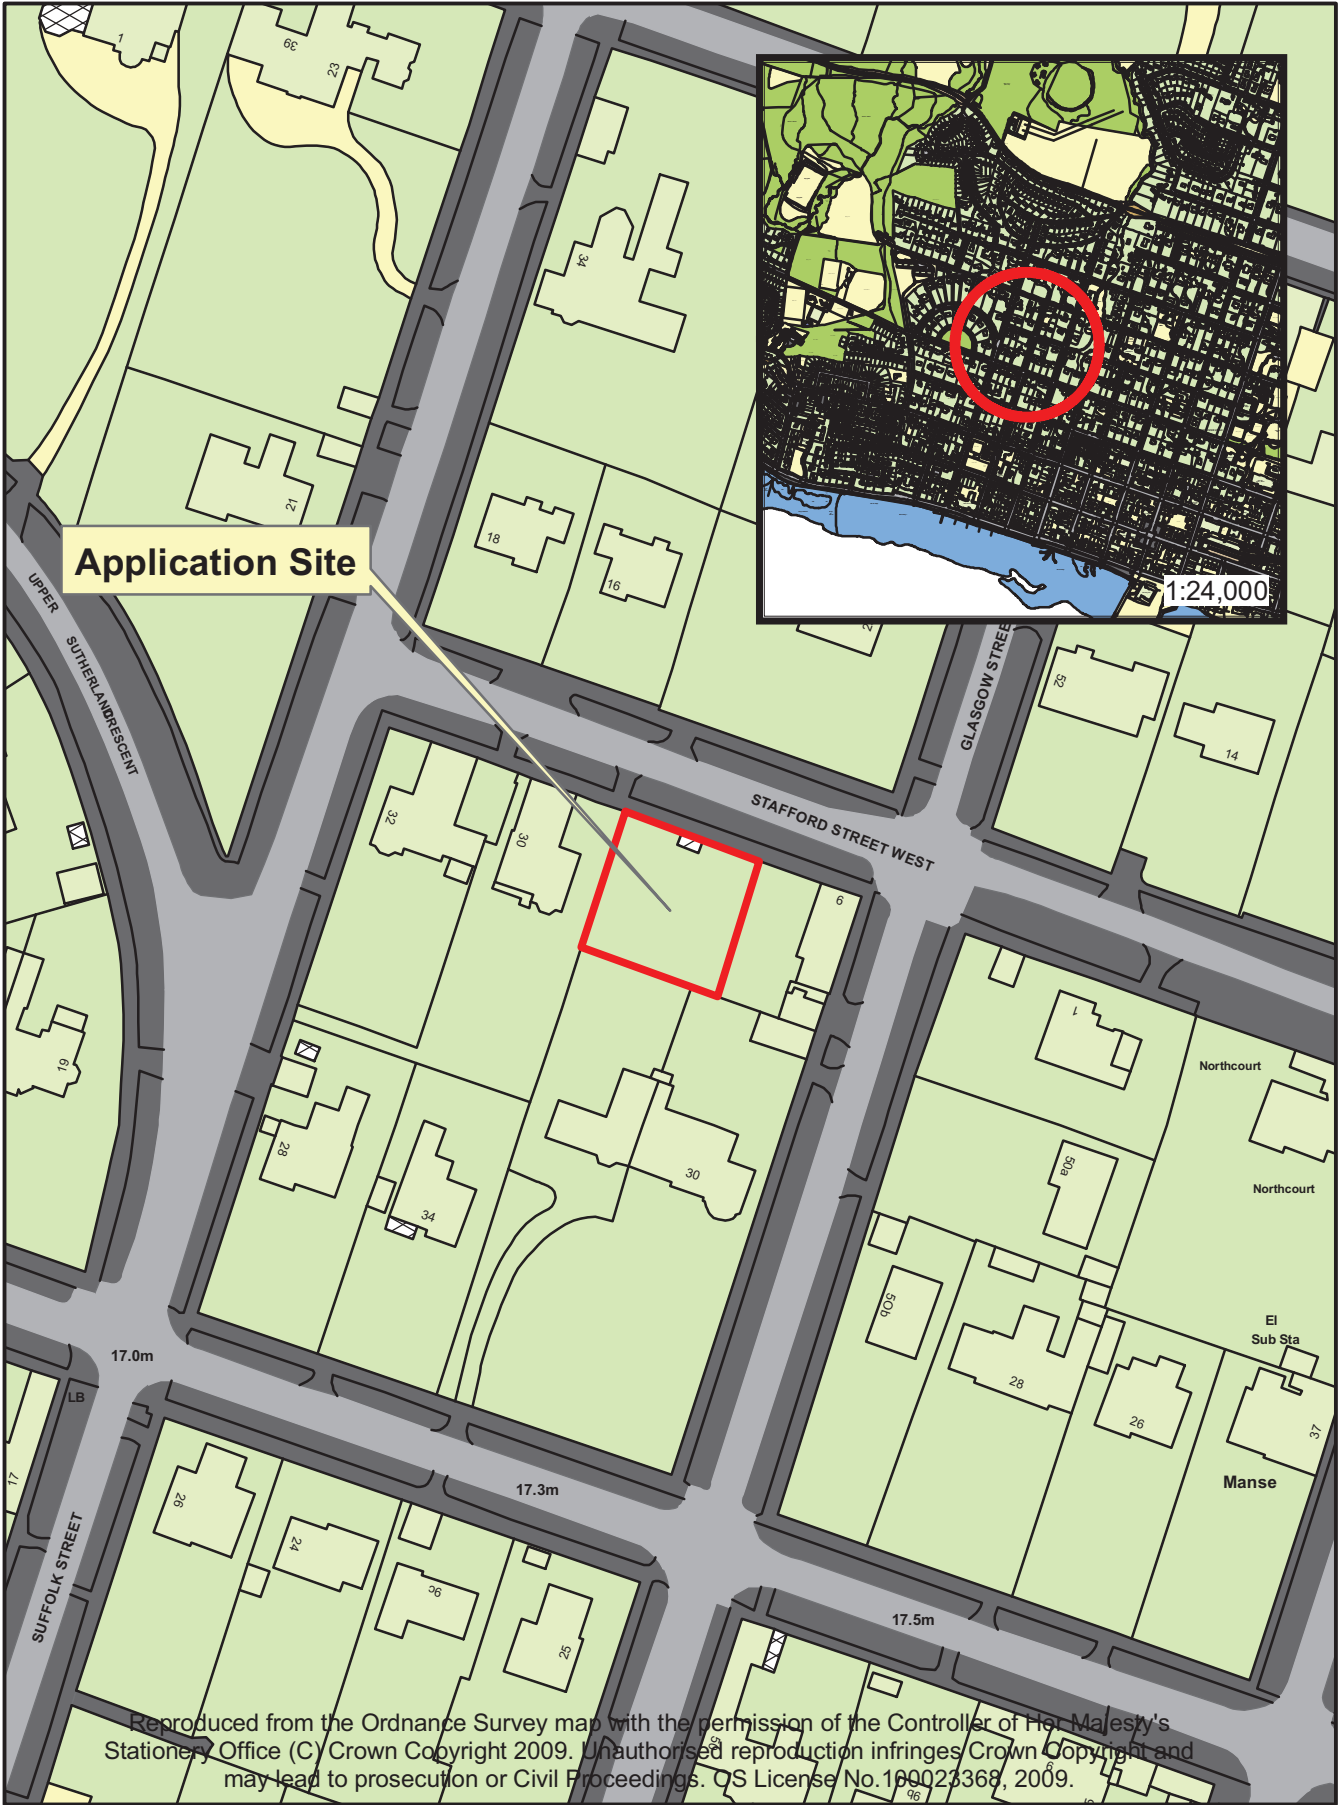 1
39
23
34
21
18
16
Application Site
1:24,000
UPPER
SUTHERLAND
CRESCENT
GLASGOW STREE
52
14
STAFFORD STREET WEST
32
30
6
1
Northcourt
19
28
34
30
50a
Northcourt
50b
El
Sub Sta
28
26
37
Manse
17.0m
LB
17
17.3m
26
24
9c
25
SUFFOLK STREET
17.5m
Reproduced from the Ordnance Survey map with the permission of the Controller of Her Majesty's
Stationery Office (C) Crown Copyright 2009. Unauthorised reproduction infringes Crown Copyright and
may lead to prosecution or Civil Proceedings. OS License No.100023368, 2009.
9b